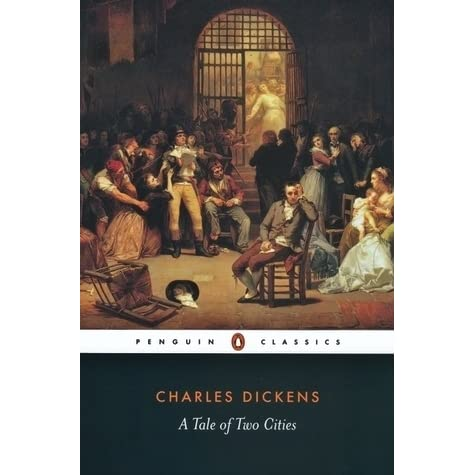 PENGUIN CLASSICS
CHARLES DICKENS
A Tale of Two Cities